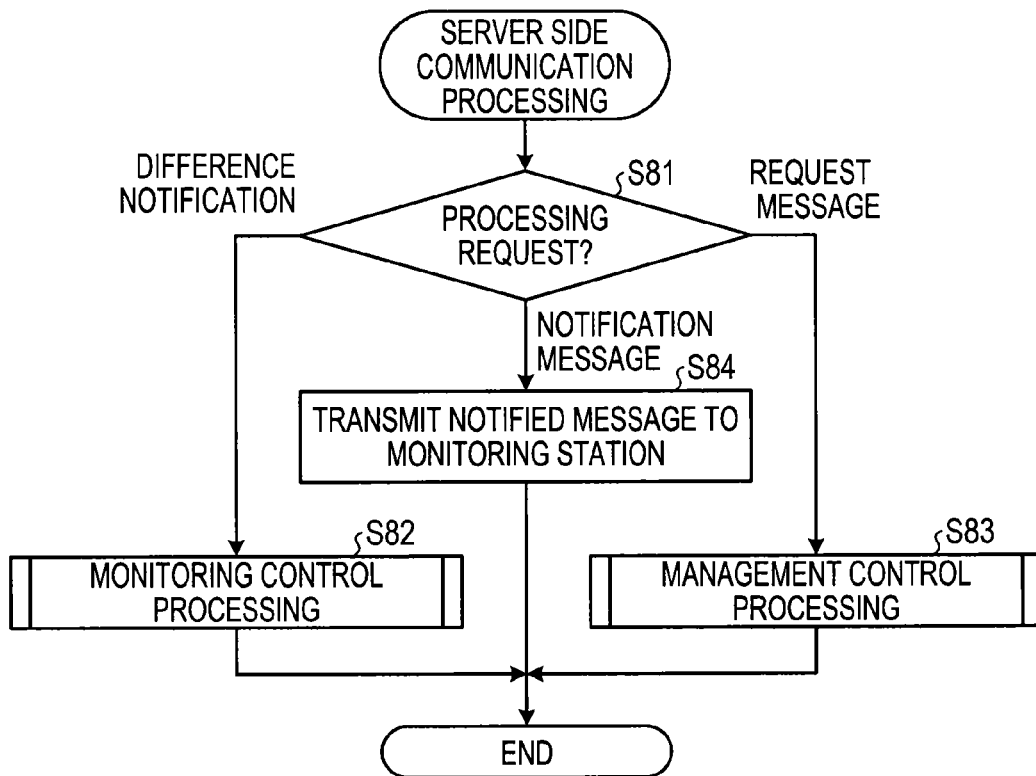 SERVER SIDE
COMMUNICATION
PROCESSING
DIFFERENCE
NOTIFICATION
S81
REQUEST
MESSAGE
PROCESSING
REQUEST?
NOTIFICATION
MESSAGE
S84
TRANSMIT NOTIFIED MESSAGE TO
MONITORING STATION
S82
MONITORING CONTROL
PROCESSING
S83
MANAGEMENT CONTROL
PROCESSING
END